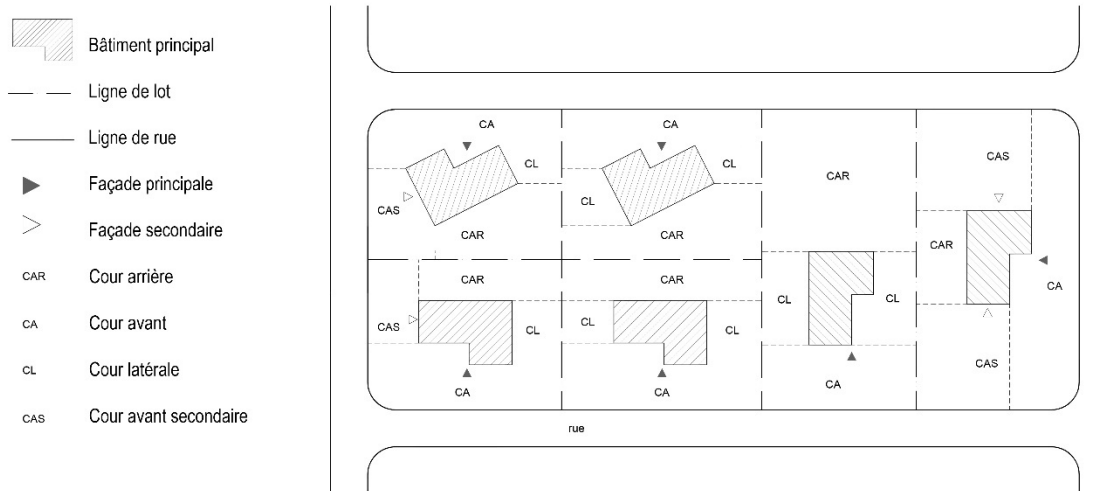 Bâtiment principal
Ligne de lot
Ligne de rue
Façade principale
Façade secondaire
CAR Cour arrière
CA Cour avant
CL Cour latérale
CAS Cour avant secondaire
CA CA
CL CL CAS
CAR
CAS CL
CAR CAR CAR
CAR CAR CA
CL CL
CAS CL CL CL
CAS
CA CA CA
rue